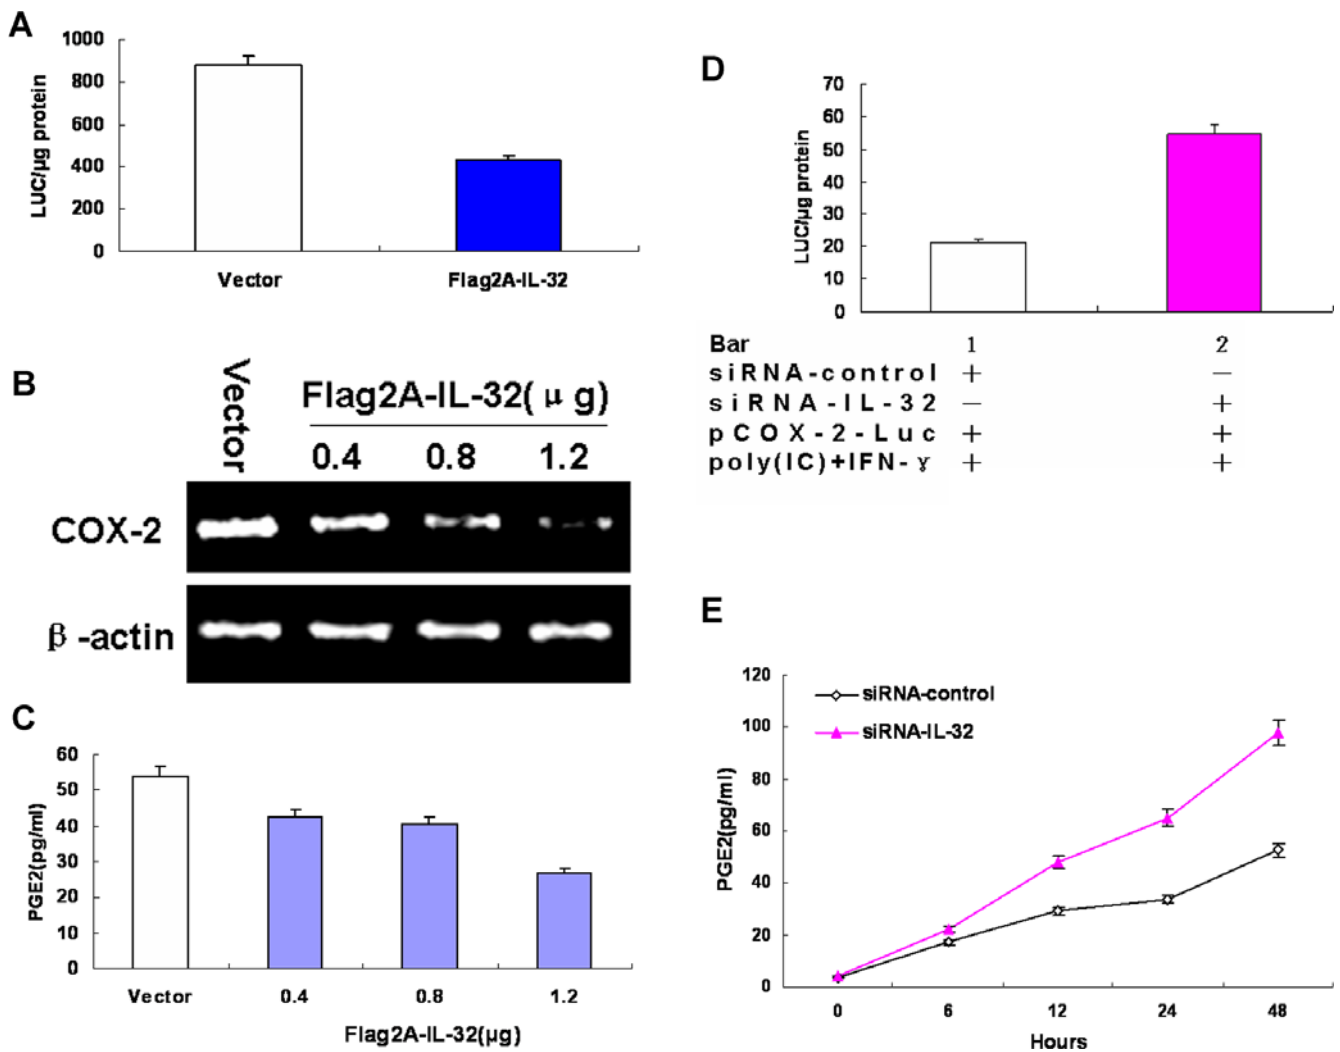 A
1000
800
600
400
200
0
LUC/μg protein
Vector Flag2A-IL-32
B
Vector
Flag2A-IL-32( μ g)
0.4 0.8 1.2
COX-2
β -actin
C
60
50
40
30
20
10
0
PGE2(pg/ml)
Vector 0.4 0.8 1.2
Flag2A-IL-32(μg)
D
70
60
50
40
30
20
10
0
LUC/μg protein
Bar 1 2
siRNA-control + −
siRNA-IL-32 − +
pCOX-2-Luc + +
poly(IC)+IFN-γ + +
E
120
100
80
60
40
20
0
PGE2(pg/ml)
siRNA-control
siRNA-IL-32
0 6 12 24 48
Hours